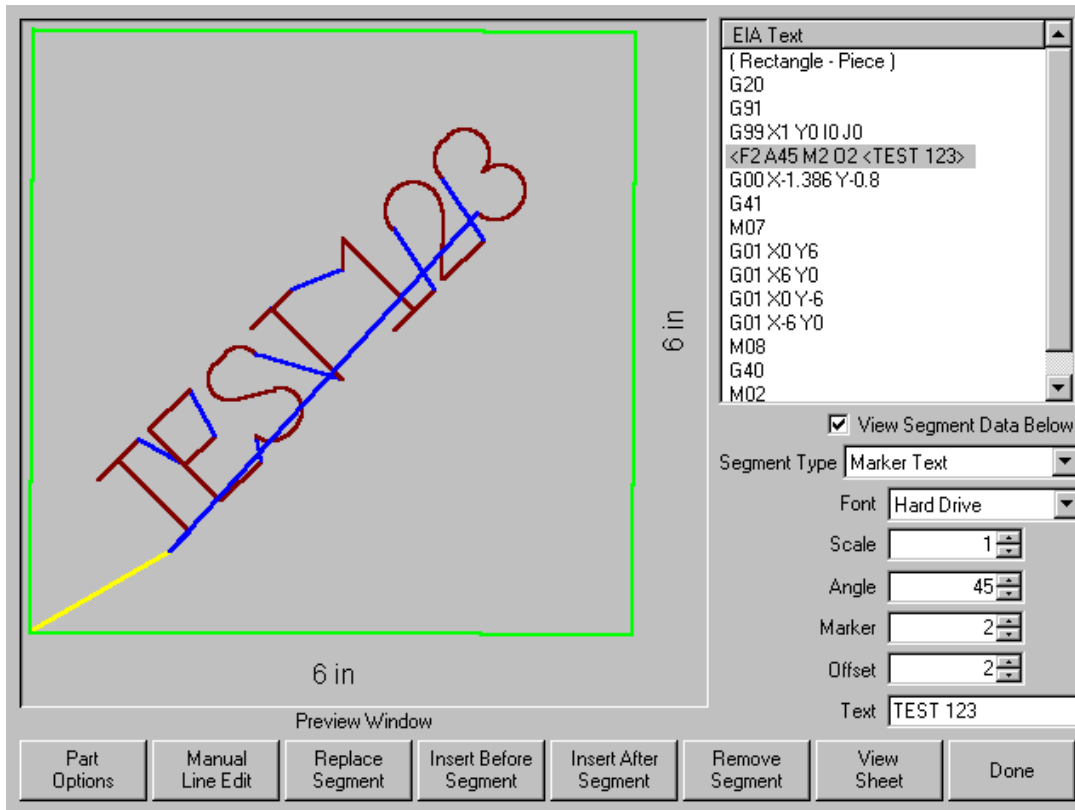 TEST 123
6 in
6 in
Preview Window
EIA Text
( Rectangle - Piece )
G20
G91
G99 X1 Y0 I0 J0
<F2 A45 M2 O2 <TEST 123>
G00 X-1.386 Y-0.8
G41
M07
G01 X0 Y6
G01 X6 Y0
G01 X0 Y-6
G01 X-6 Y0
M08
G40
M02
View Segment Data Below
Segment Type Marker Text
Font Hard Drive
Scale 1
Angle 45
Marker 2
Offset 2
Text TEST 123
Part Options
Manual Line Edit
Replace Segment
Insert Before Segment
Insert After Segment
Remove Segment
View Sheet
Done